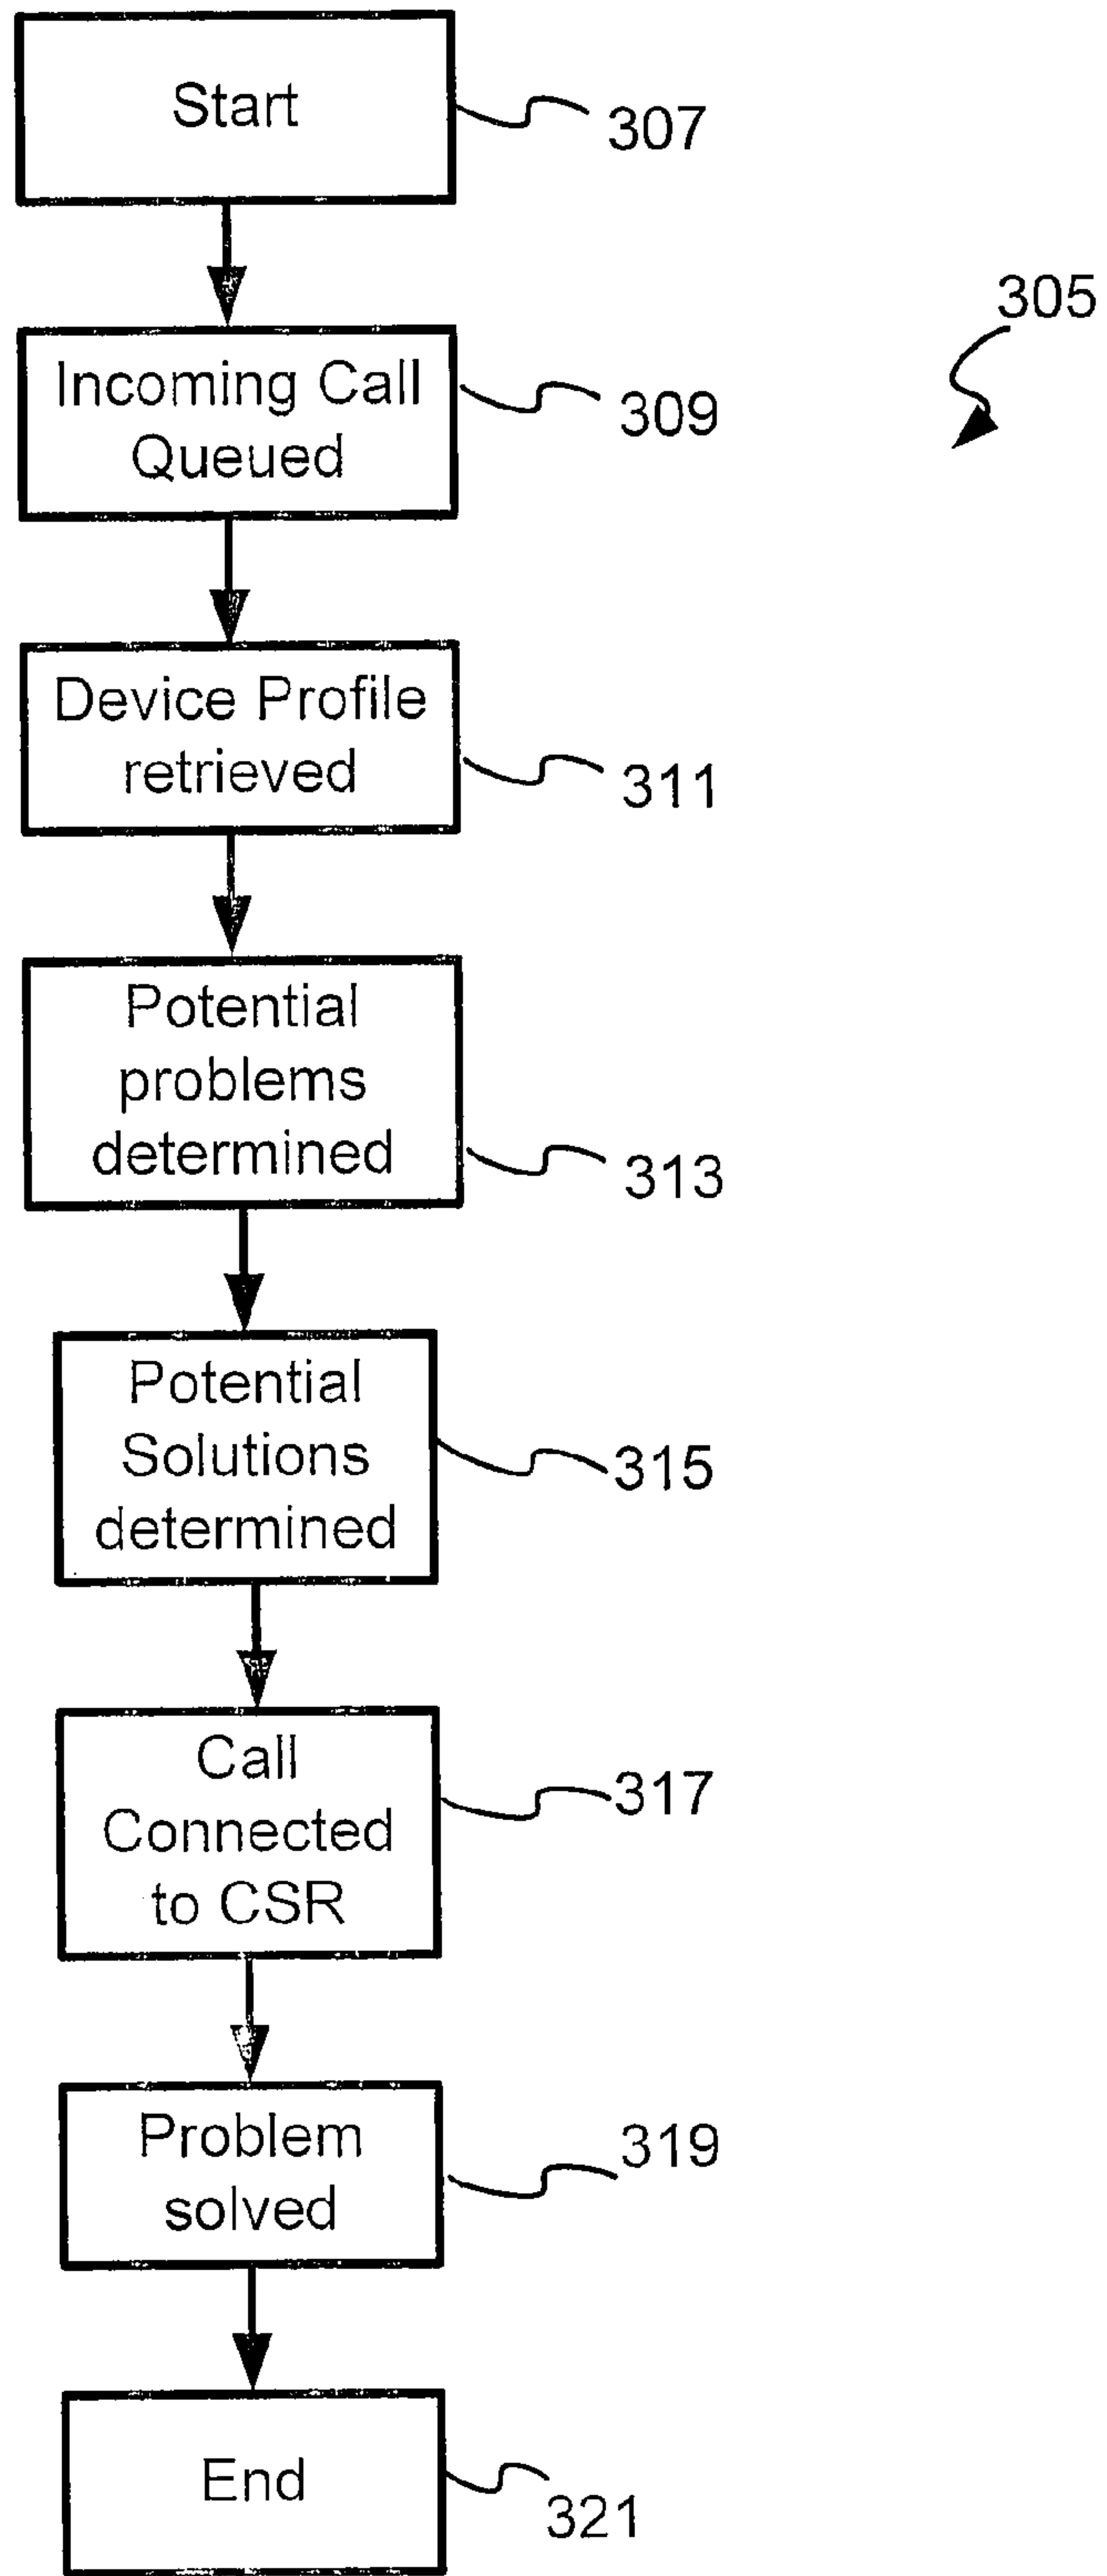 Start
307
305
Incoming Call
Queued
309
Device Profile
retrieved
311
Potential
problems
determined
313
Potential
Solutions
determined
315
Call
Connected
to CSR
317
Problem
solved
319
End
321